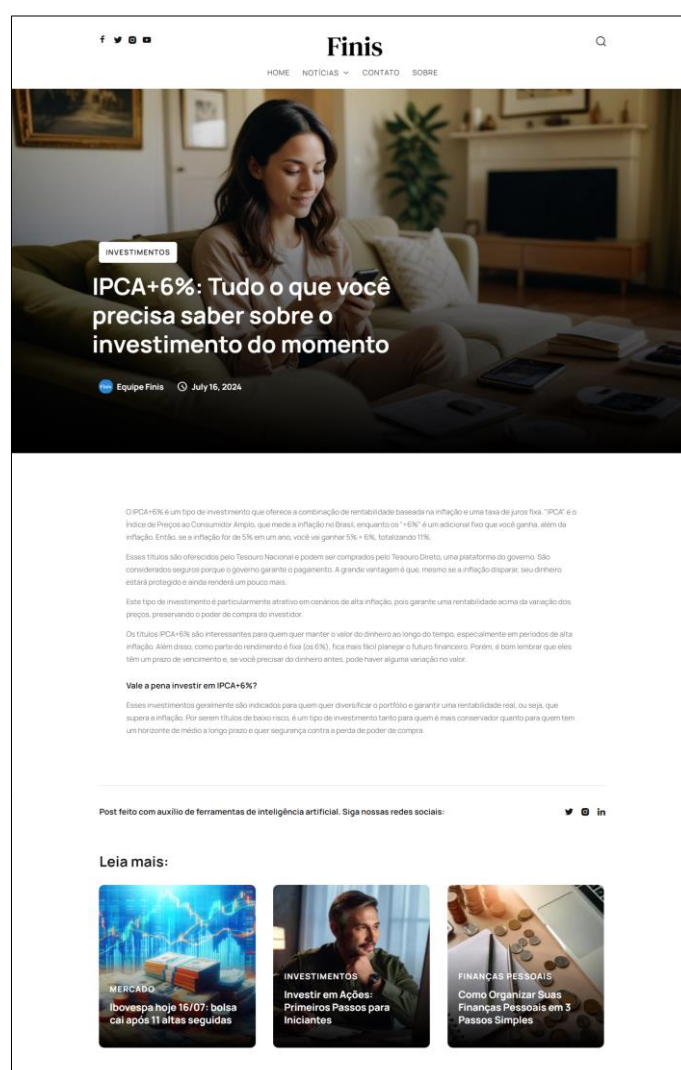 Finis
HOME NOTÍCIAS CONTATO SOBRE
INVESTIMENTOS
IPCA+6%: Tudo o que você
precisa saber sobre o
investimento do momento
Equipe Finis July 16, 2024
O IPCA+6% é um tipo de investimento que oferece a combinação de rentabilidade baseada na inflação e uma taxa de juros fixa. "IPCA" é o
Índice de Preços ao Consumidor Amplo, que mede a inflação no Brasil, enquanto os "+6%" é um adicional fixo que você ganha, além da
inflação. Então, se a inflação for de 5% em um ano, você vai ganhar 5% + 6%, totalizando 11%.
Esses títulos são oferecidos pelo Tesouro Nacional e podem ser comprados pelo Tesouro Direto, uma plataforma do governo. São
considerados seguros porque o governo garante o pagamento. A grande vantagem é que, mesmo se a inflação disparar, seu dinheiro
estará protegido e ainda renderá um pouco mais.
Este tipo de investimento é particularmente atrativo em cenários de alta inflação, pois garante uma rentabilidade acima da variação dos
preços, preservando o poder de compra do investidor.
Os títulos IPCA+6% são interessantes para quem quer manter o valor do dinheiro ao longo do tempo, especialmente em períodos de alta
inflação. Além disso, como parte do rendimento é fixa (os 6%), fica mais fácil planejar o futuro financeiro. Porém, é bom lembrar que eles
têm um prazo de vencimento e, se você precisar do dinheiro antes, pode haver alguma variação no valor.
Vale a pena investir em IPCA+6%?
Esses investimentos geralmente são indicados para quem quer diversificar o portfólio e garantir uma rentabilidade real, ou seja, que
supera a inflação. Por serem títulos de baixo risco, é um tipo de investimento tanto para quem é mais conservador quanto para quem tem
um horizonte de médio a longo prazo e quer segurança contra a perda de poder de compra.
Post feito com auxílio de ferramentas de inteligência artificial. Siga nossas redes sociais:
Leia mais:
MERCADO
Ibovespa hoje 16/07: bolsa
cai após 11 altas seguidas
INVESTIMENTOS
Investir em Ações:
Primeiros Passos para
Iniciantes
FINANÇAS PESSOAIS
Como Organizar Suas
Finanças Pessoais em 3
Passos Simples